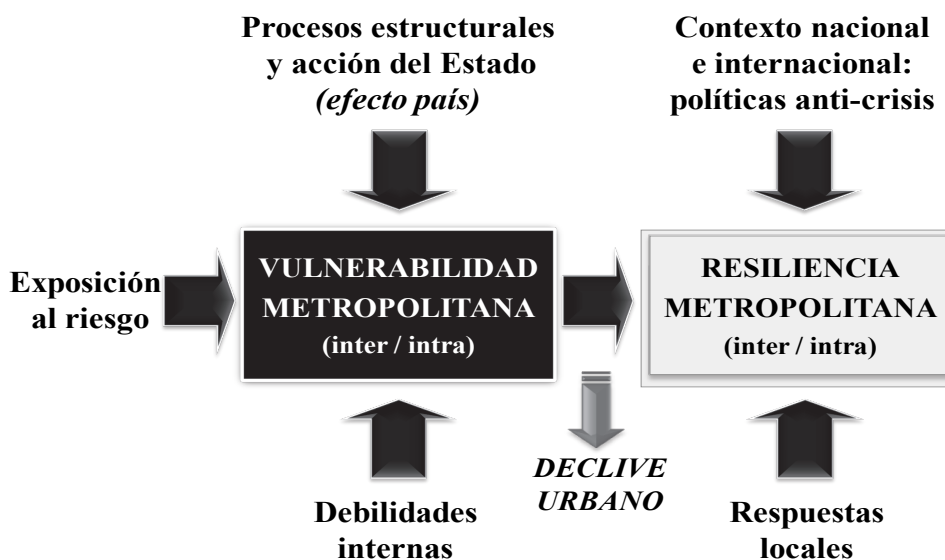 Procesos estructurales
y acción del Estado
(efecto país)
Contexto nacional
e internacional:
políticas anti-crisis
Exposición
al riesgo
VULNERABILIDAD
METROPOLITANA
(inter / intra)
RESILIENCIA
METROPOLITANA
(inter / intra)
DECLIVE
URBANO
Debilidades
internas
Respuestas
locales